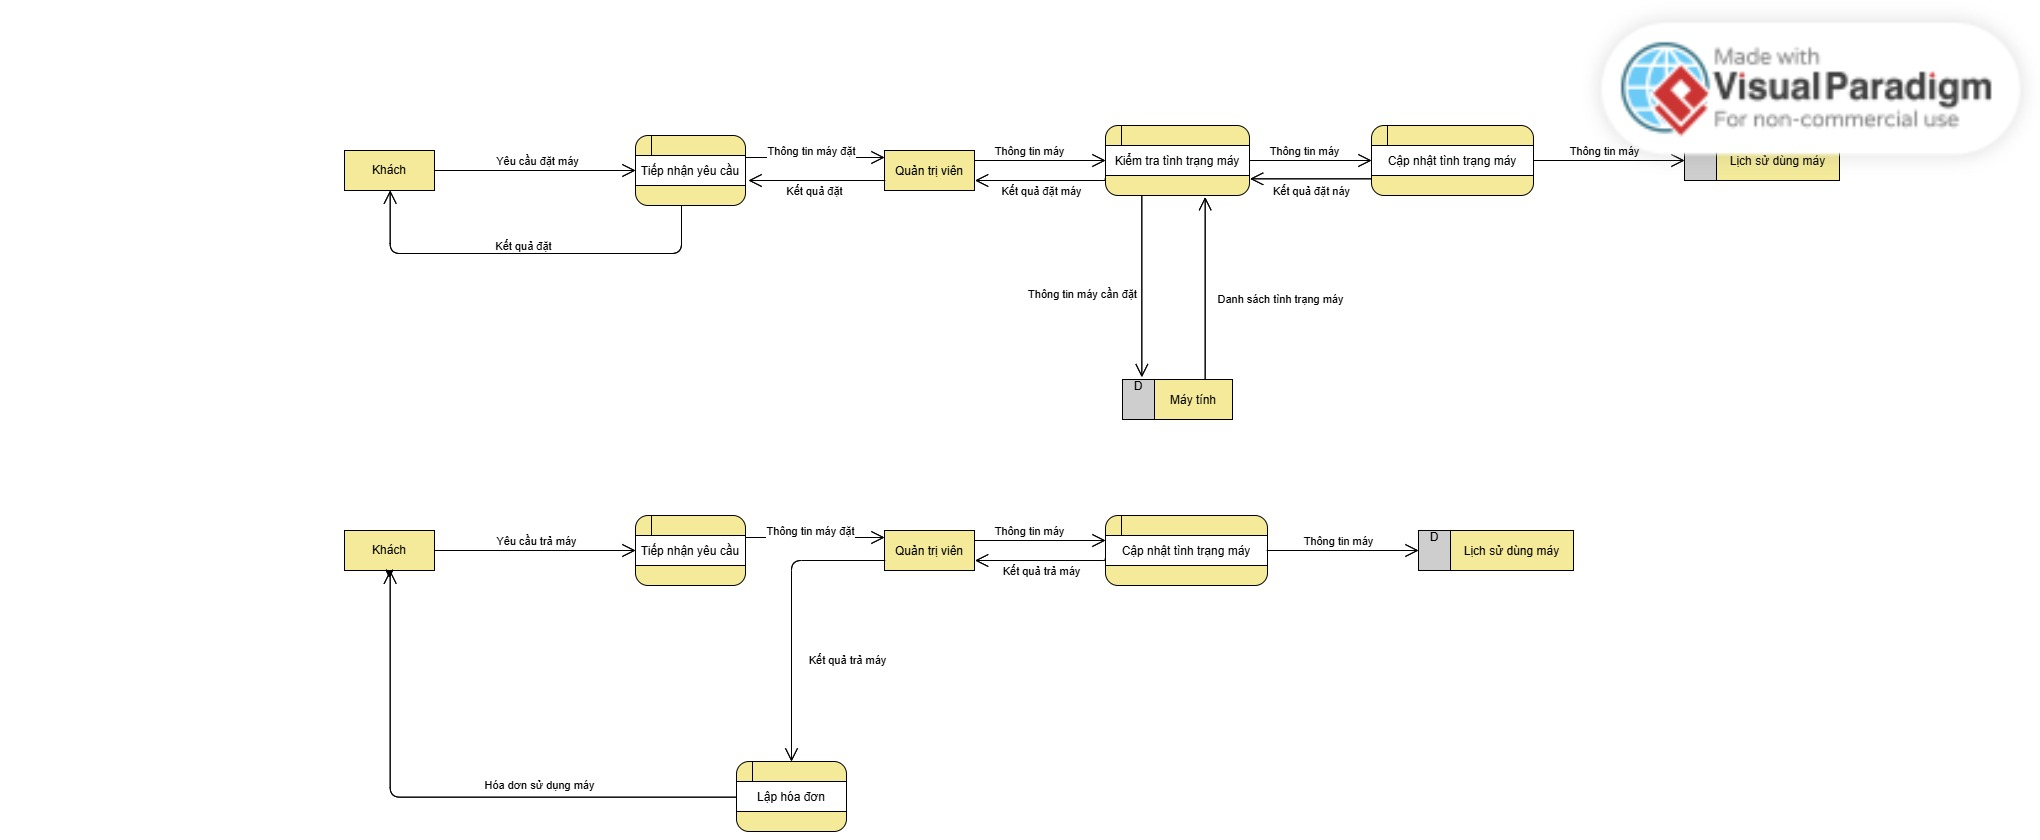 Made with
Visual Paradigm
For non-commercial use
Khách
Yêu cầu đặt máy
Tiếp nhận yêu cầu
Thông tin máy đặt
Kết quả đặt
Quản trị viên
Thông tin máy
Kết quả đặt máy
Kiểm tra tình trạng máy
Thông tin máy
Kết quả đặt náy
Cập nhật tình trạng máy
Thông tin máy
Lịch sử dùng máy
Kết quả đặt
Thông tin máy cần đặt
Danh sách tình trạng máy
D
Máy tính
Khách
Yêu cầu trả máy
Tiếp nhận yêu cầu
Thông tin máy đặt
Quản trị viên
Thông tin máy
Kết quả trả máy
Cập nhật tình trạng máy
Thông tin máy
D
Lịch sử dùng máy
Kết quả trả máy
Hóa dơn sử dụng máy
Lập hóa đơn